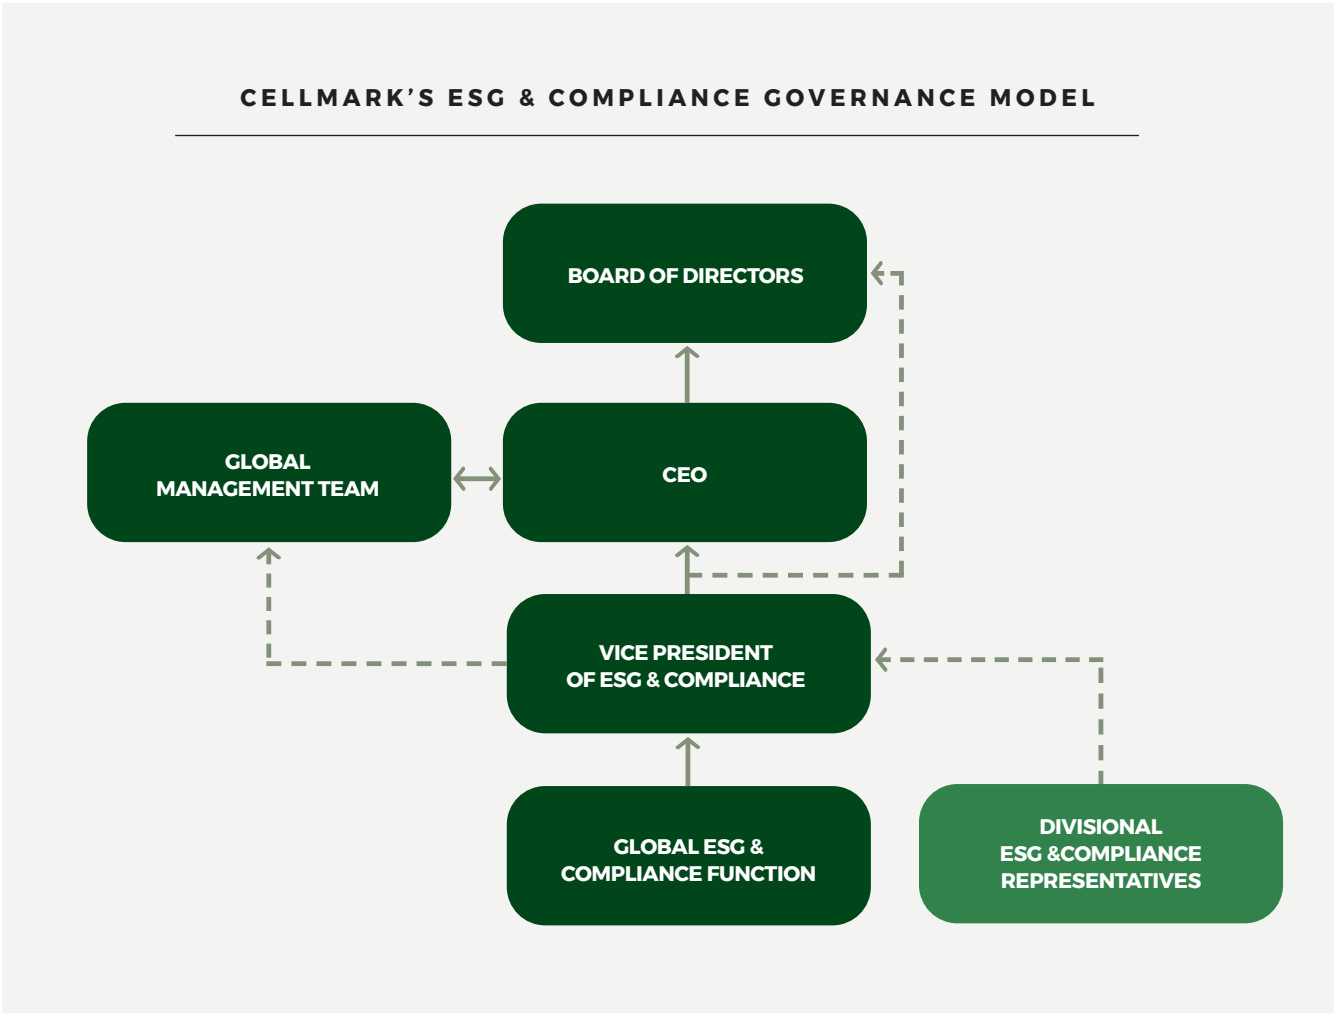 CELLMARK’S ESG & COMPLIANCE GOVERNANCE MODEL
BOARD OF DIRECTORS
GLOBAL
MANAGEMENT TEAM
CEO
VICE PRESIDENT
OF ESG & COMPLIANCE
GLOBAL ESG &
COMPLIANCE FUNCTION
DIVISIONAL
ESG &COMPLIANCE
REPRESENTATIVES